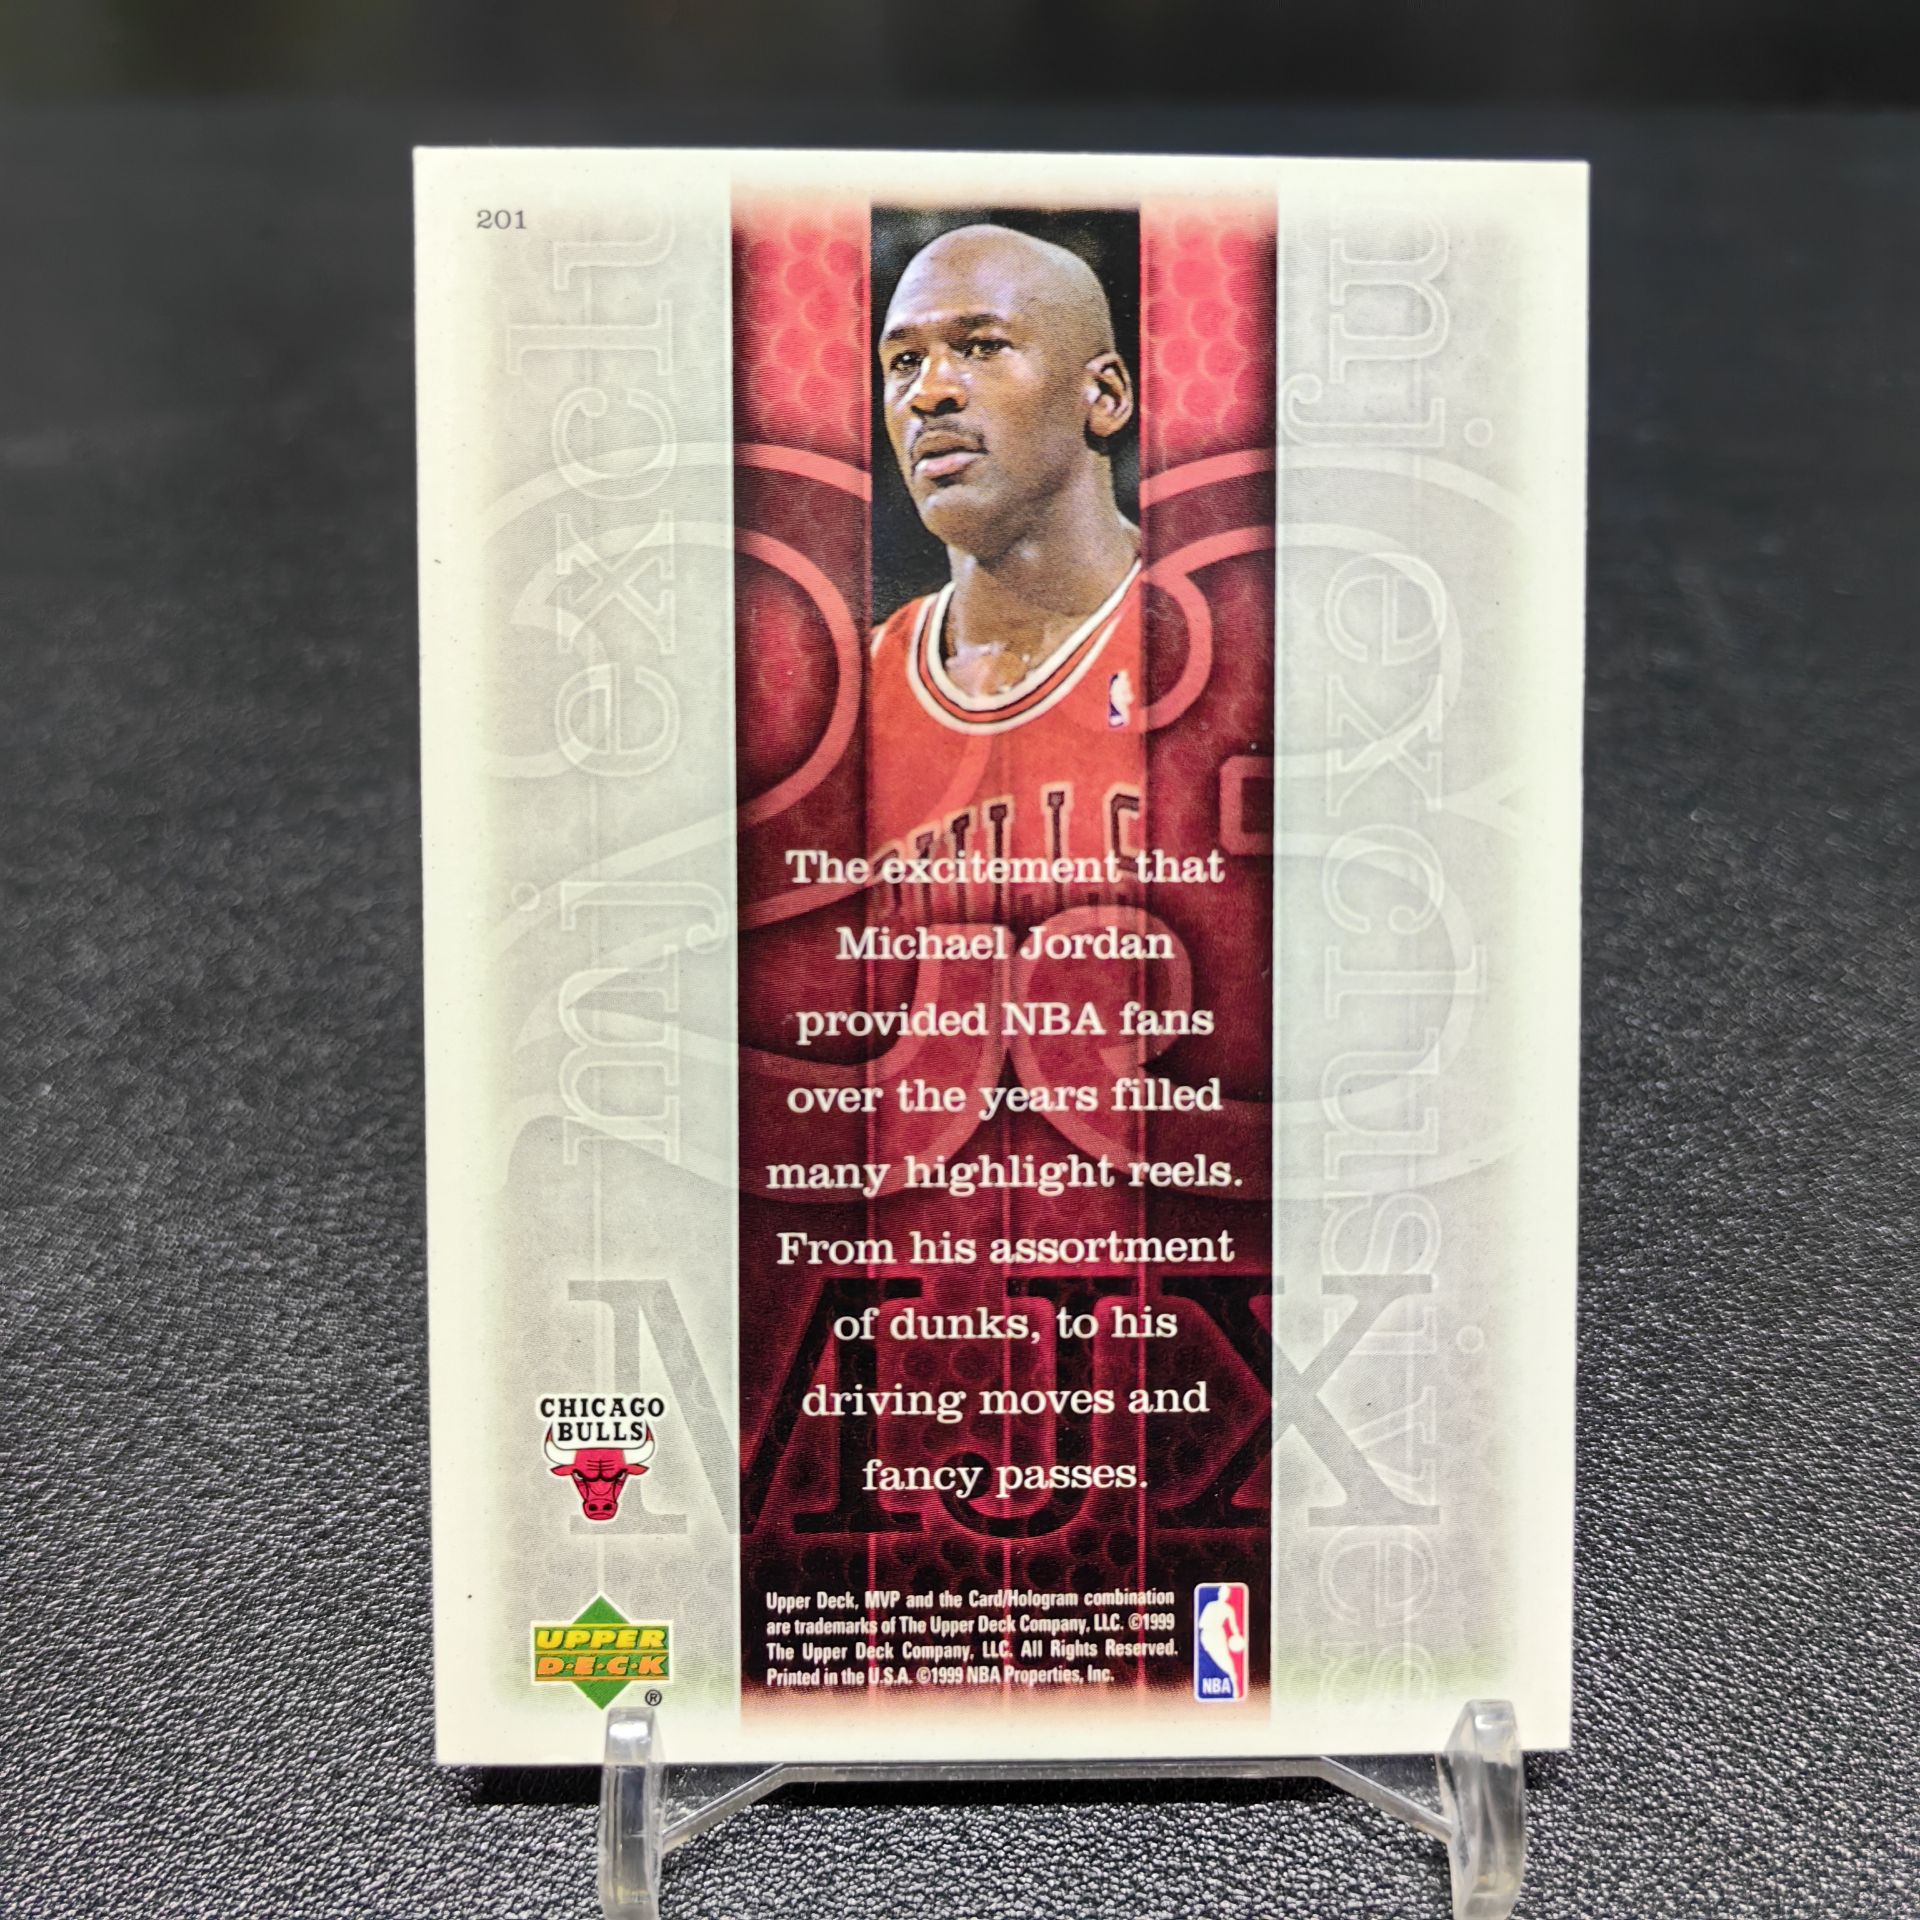 201
mj exclu
mj exclusives
BULLS
The excitement that
Michael Jordan
provided NBA fans
over the years filled
many highlight reels.
From his assortment
of dunks, to his
driving moves and
fancy passes.
MJX
CHICAGO
BULLS
UPPER
D·E·C·K
®
Upper Deck, MVP and the Card/Hologram combination
are trademarks of The Upper Deck Company, LLC. ©1999
The Upper Deck Company, LLC. All Rights Reserved.
Printed in the U.S.A. ©1999 NBA Properties, Inc.
NBA